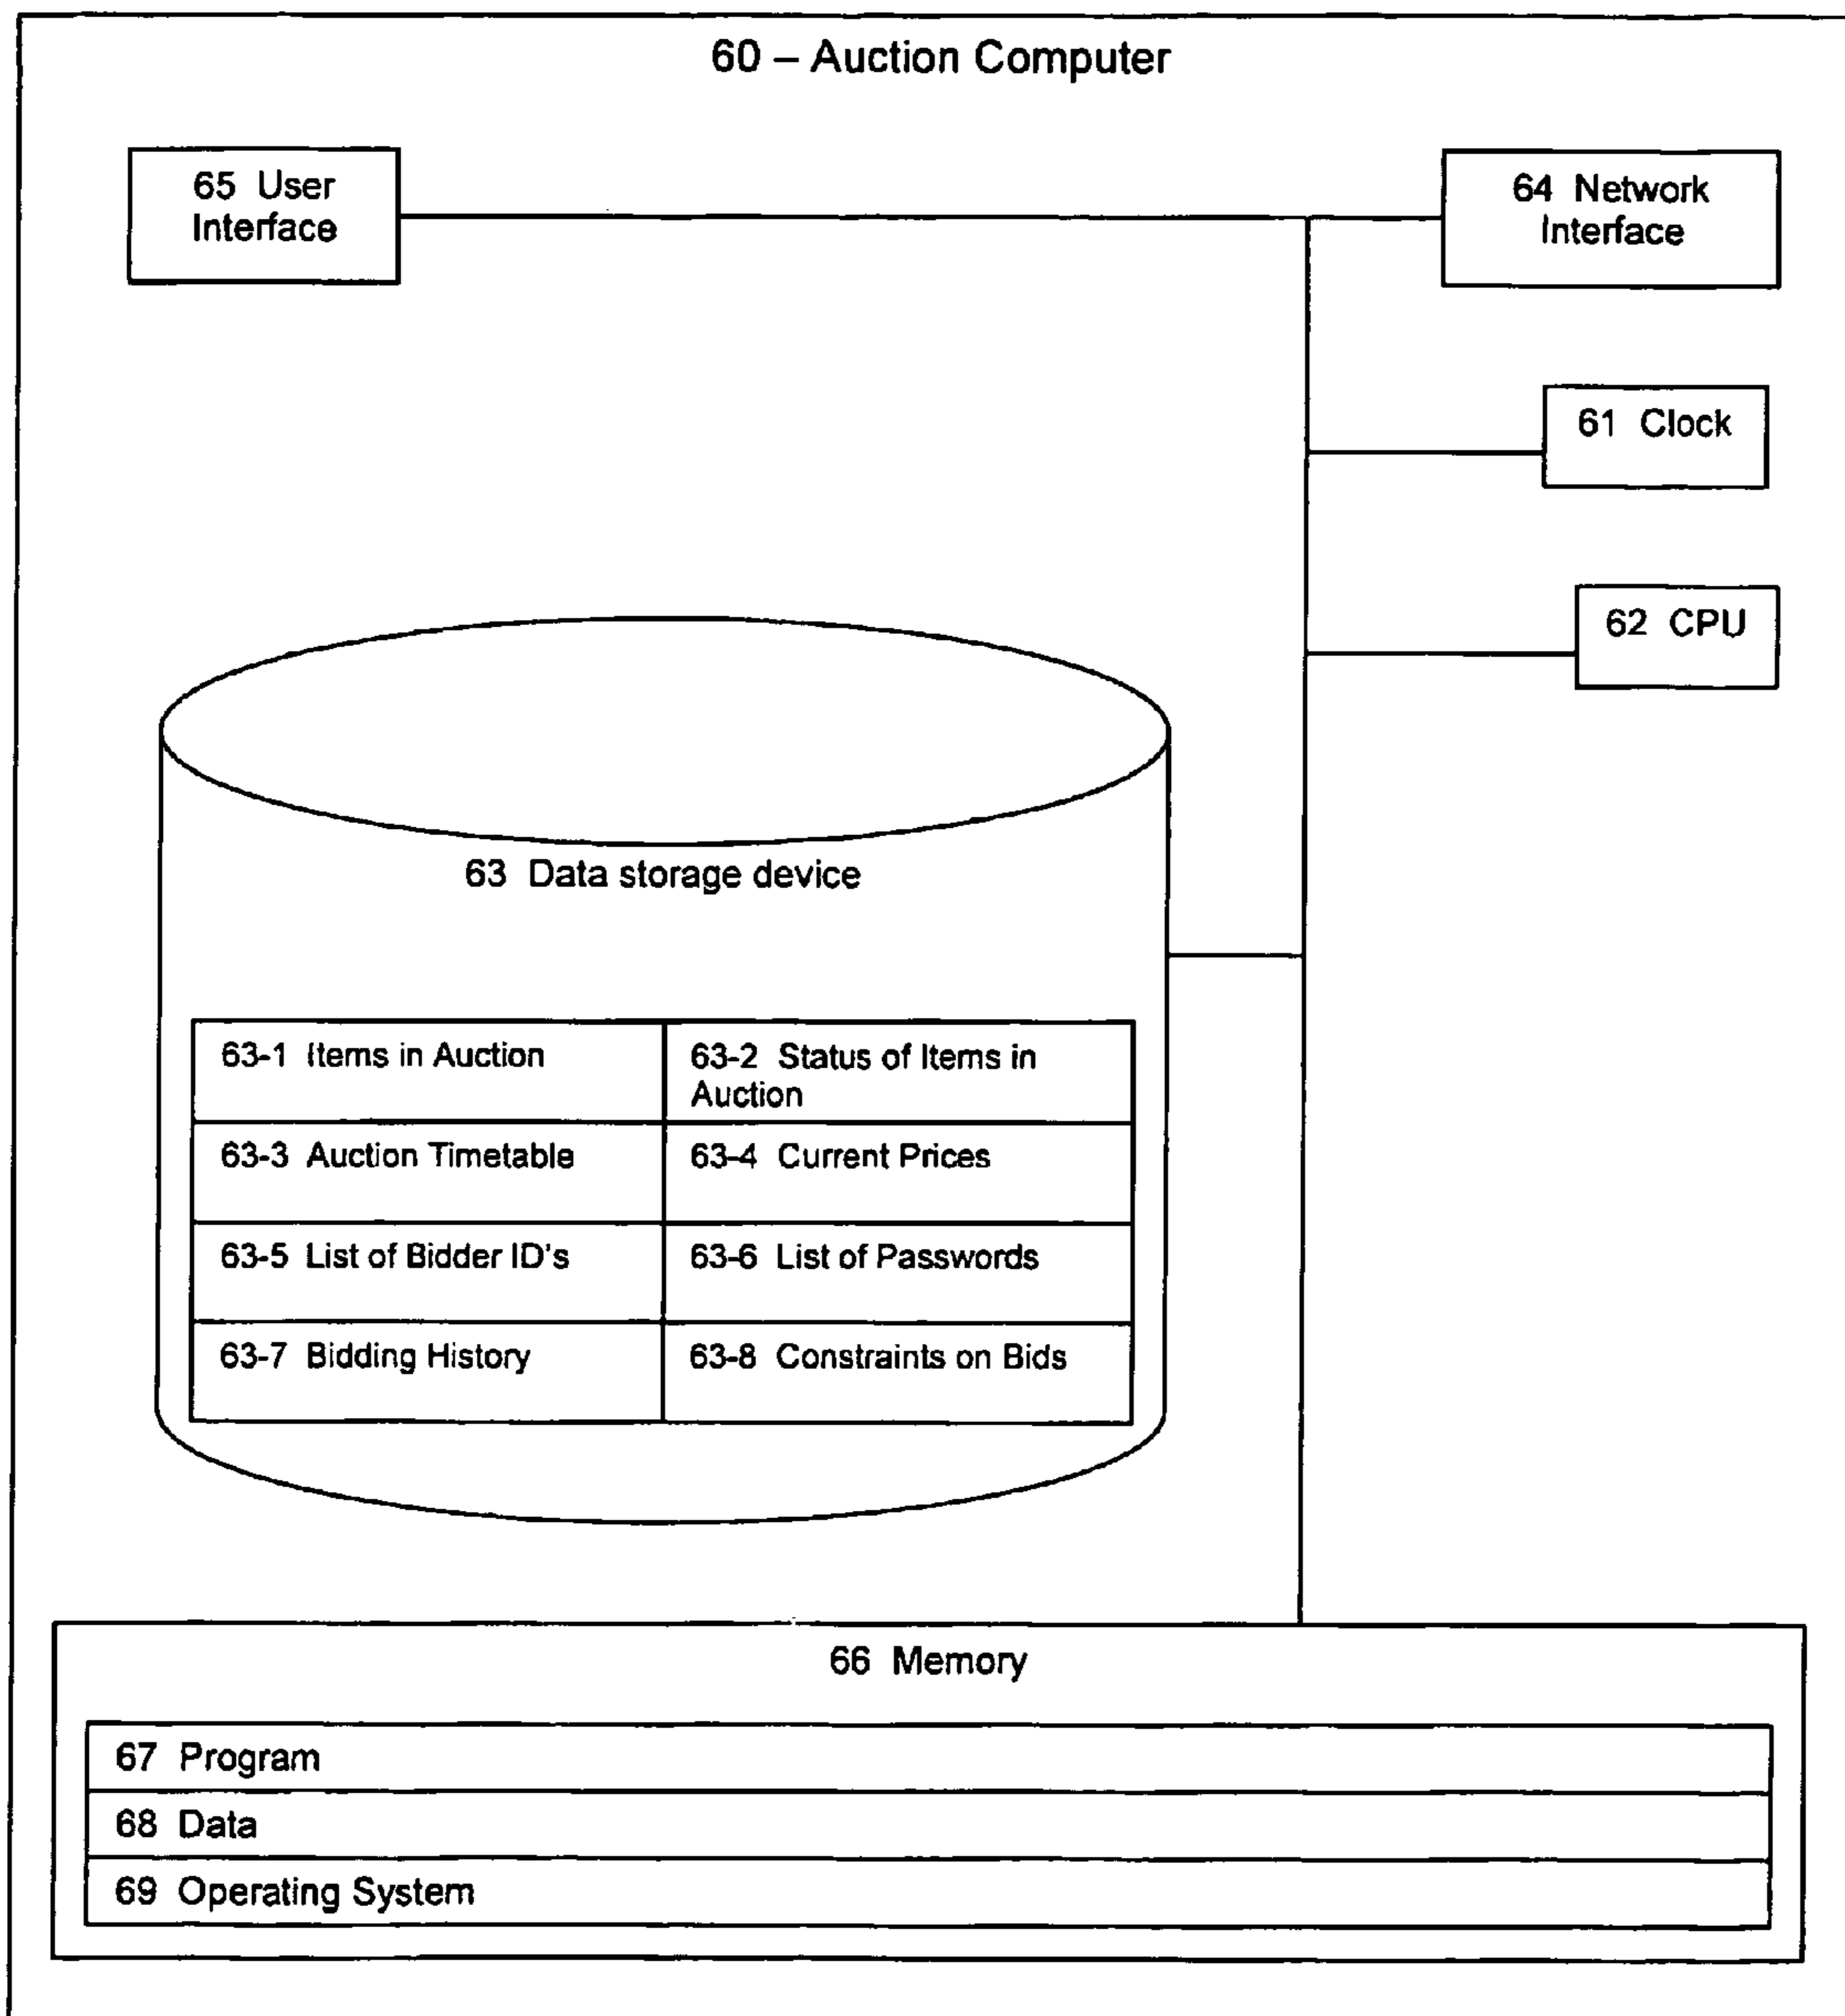 60 – Auction Computer
65 User
Interface
64 Network
Interface
61 Clock
62 CPU
63 Data storage device
63-1 Items in Auction
63-2 Status of Items in
Auction
63-3 Auction Timetable
63-4 Current Prices
63-5 List of Bidder ID's
63-6 List of Passwords
63-7 Bidding History
63-8 Constraints on Bids
66 Memory
67 Program
68 Data
69 Operating System